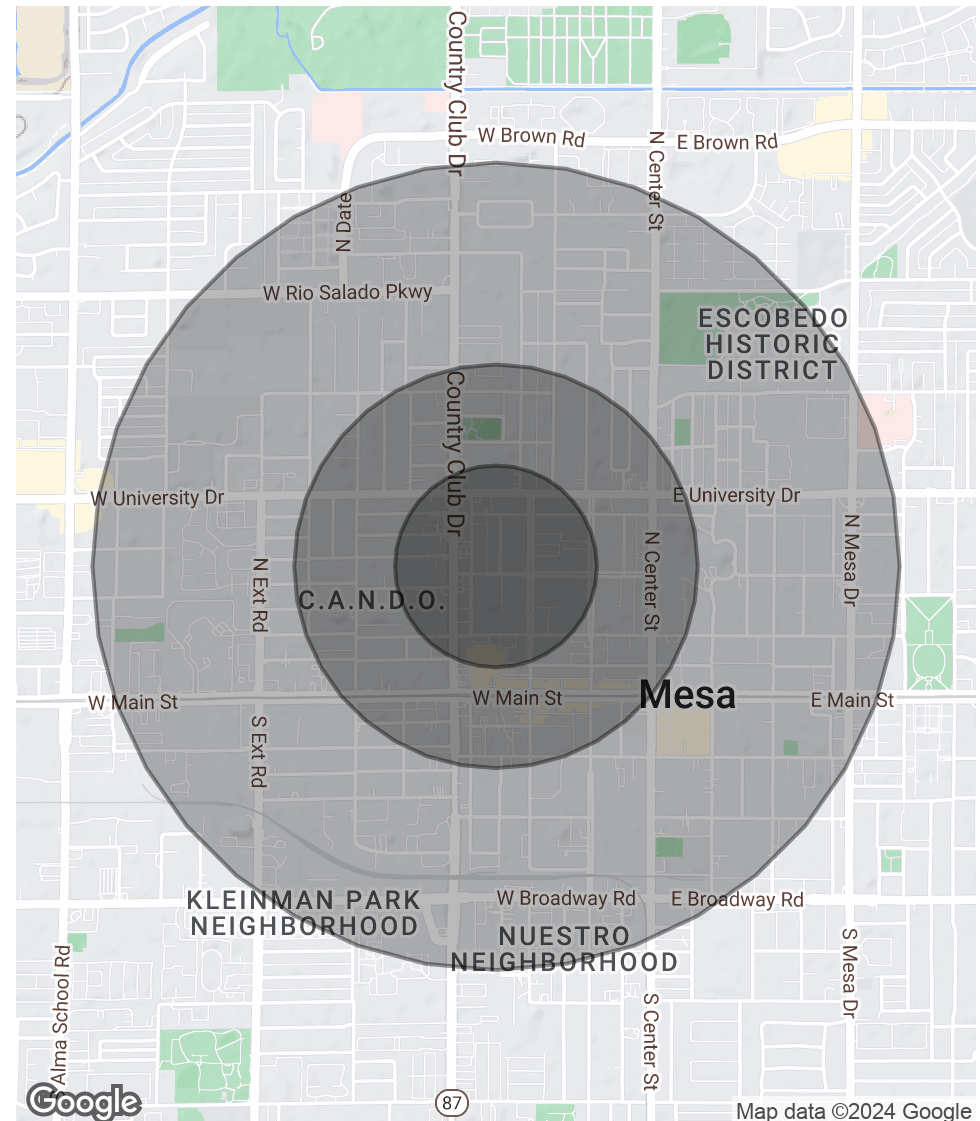 Country Club Dr
W Brown Rd
E Brown Rd
N Center St
N Date
W Rio Salado Pkwy
ESCOBEDO
HISTORIC
DISTRICT
Country Club Dr
W University Dr
E University Dr
N Ext Rd
N Center St
N Mesa Dr
C.A.N.D.O.
W Main St
W Main St
Mesa
E Main St
S Ext Rd
KLEINMAN PARK
NEIGHBORHOOD
W Broadway Rd
E Broadway Rd
NUESTRO
NEIGHBORHOOD
S Alma School Rd
S Mesa Dr
S Center St
87
Google
Map data ©2024 Google